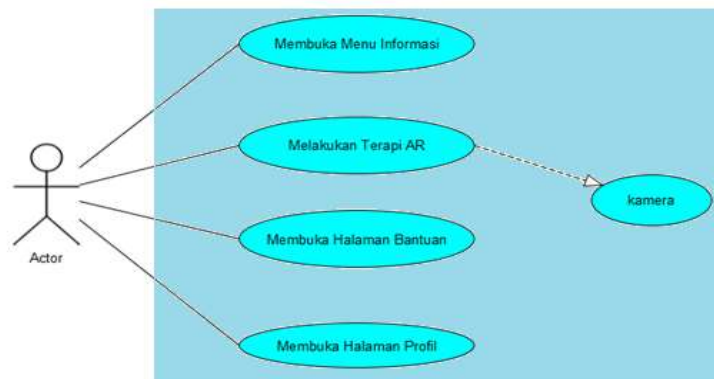 Membuka Menu Informasi
Melakukan Terapi AR
kamera
Membuka Halaman Bantuan
Actor
Membuka Halaman Profil